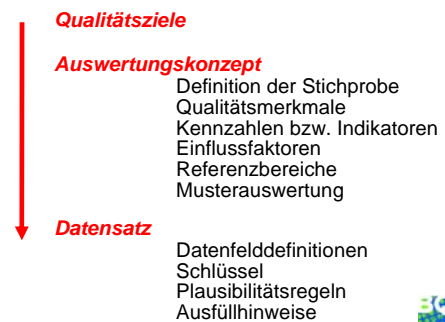 Qualitätsziele
Auswertungskonzept
Definition der Stichprobe
Qualitätsmerkmale
Kennzahlen bzw. Indikatoren
Einflussfaktoren
Referenzbereiche
Musterauswertung
Datensatz
Datenfelddefinitionen
Schlüssel
Plausibilitätsregeln
Ausfüllhinweise